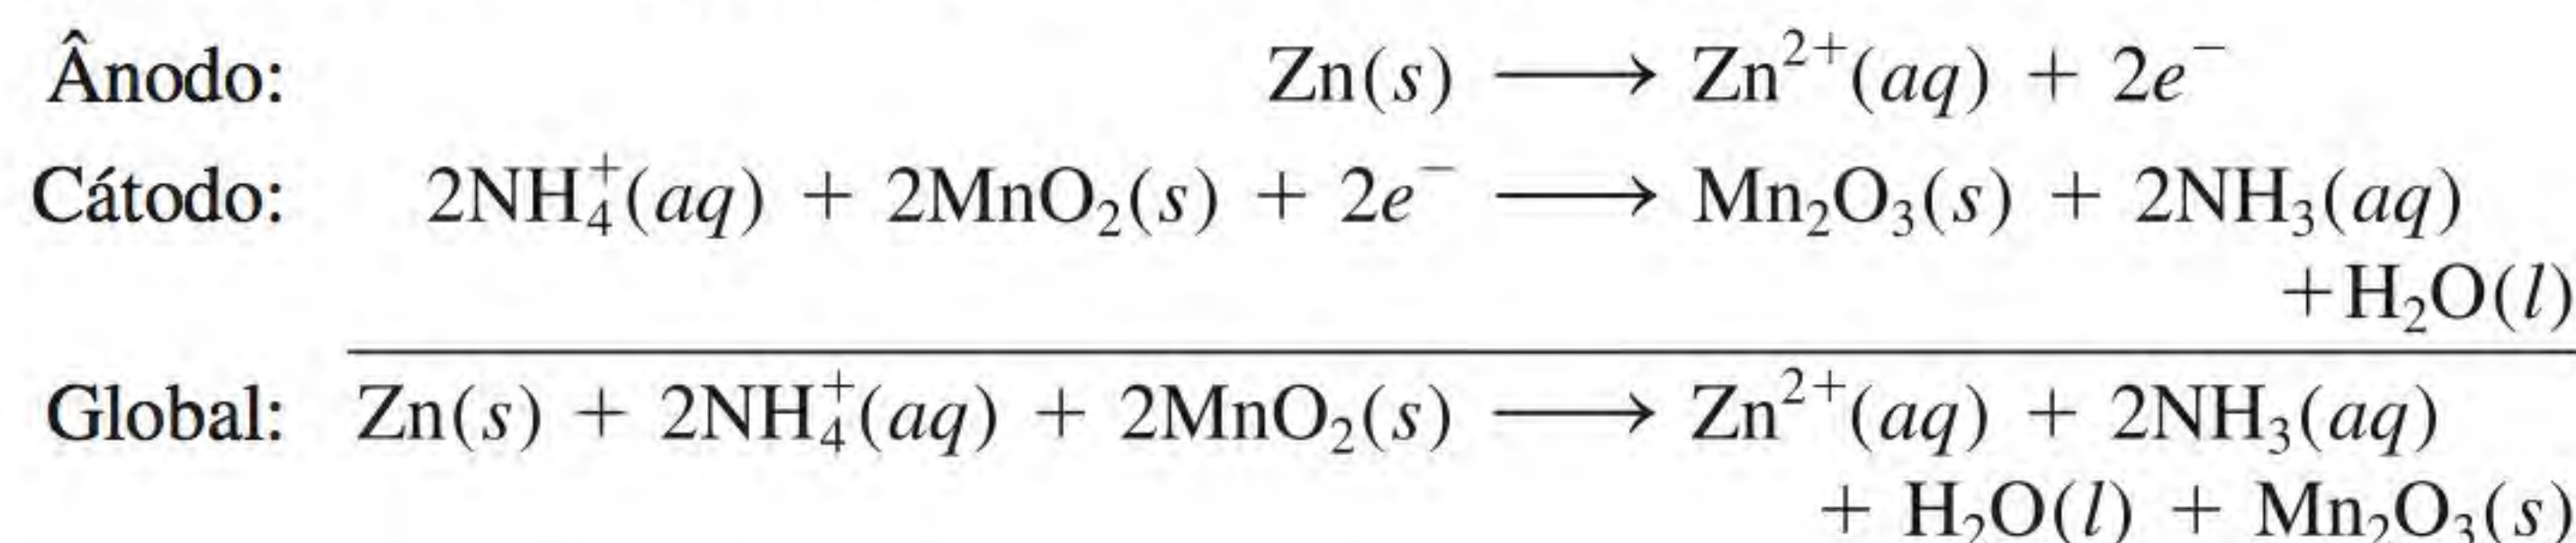 Ânodo: Zn(s) ⟶ Zn²⁺(aq) + 2e⁻
Cátodo: 2NH₄⁺(aq) + 2MnO₂(s) + 2e⁻ ⟶ Mn₂O₃(s) + 2NH₃(aq)
+H₂O(l)
Global: Zn(s) + 2NH₄⁺(aq) + 2MnO₂(s) ⟶ Zn²⁺(aq) + 2NH₃(aq)
+ H₂O(l) + Mn₂O₃(s)